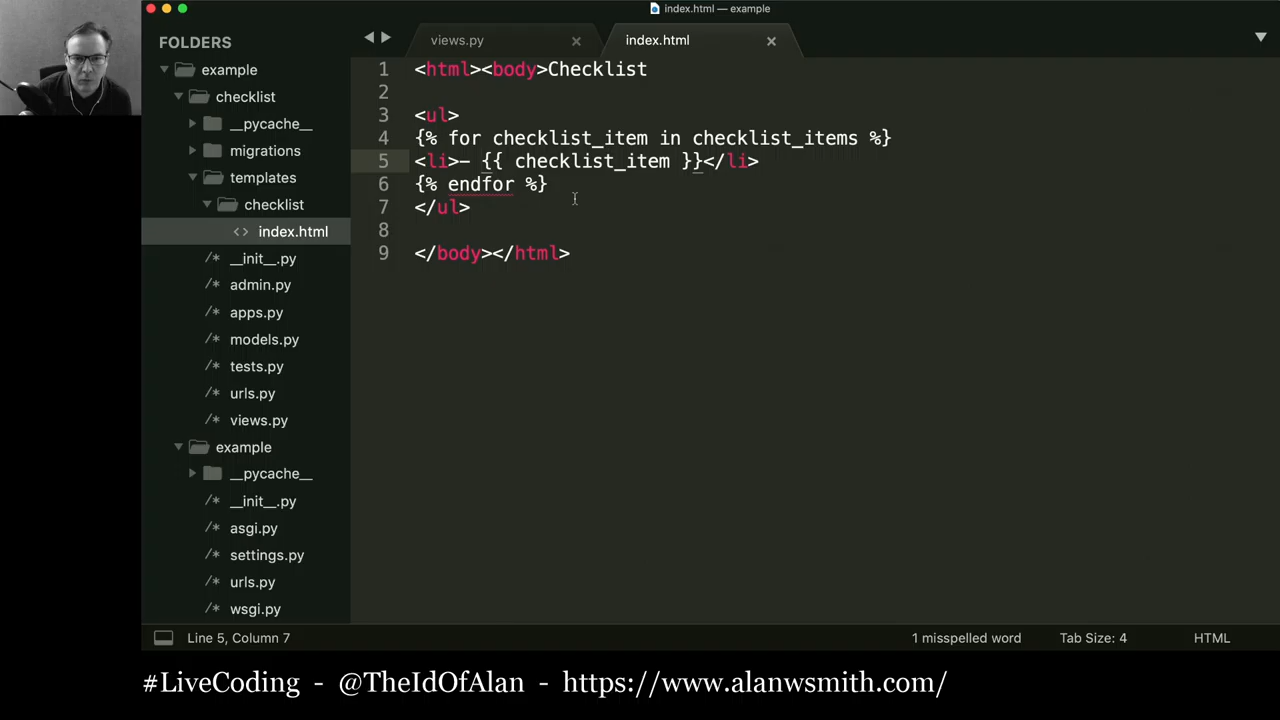 index.html — example
FOLDERS
example
checklist
__pycache__
migrations
templates
checklist
index.html
__init__.py
admin.py
apps.py
models.py
tests.py
urls.py
views.py
example
__pycache__
__init__.py
asgi.py
settings.py
urls.py
wsgi.py
views.py
index.html
1 <html><body>Checklist
2
3 <ul>
4 {% for checklist_item in checklist_items %}
5 <li>- {{ checklist_item }}</li>
6 {% endfor %}
7 </ul>
8
9 </body></html>
Line 5, Column 7
1 misspelled word
Tab Size: 4
HTML
#LiveCoding - @TheIdOfAlan - https://www.alanwsmith.com/